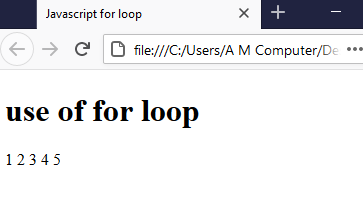 Javascript for loop
file:///C:/Users/A M Computer/De
use of for loop
1 2 3 4 5